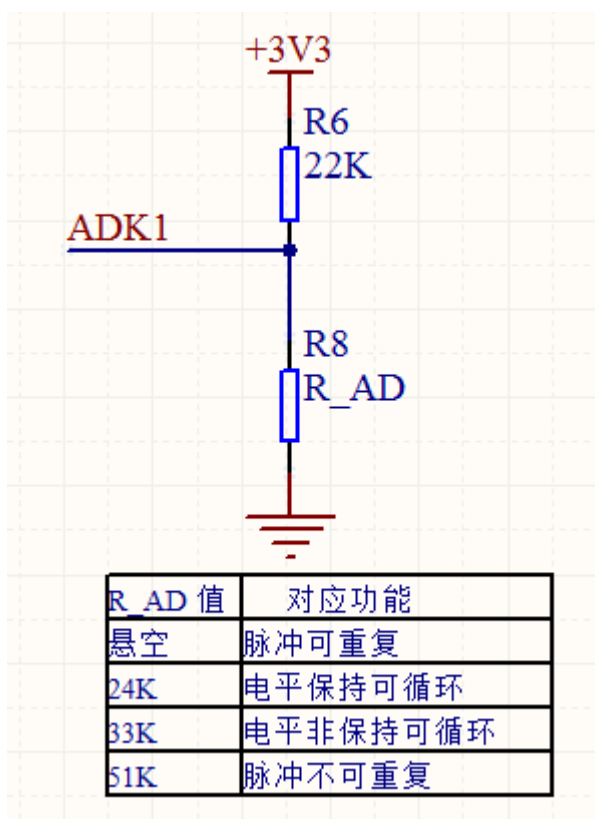 +3V3
R6
22K
ADK1
R8
R_AD
R_AD 值 对应功能
悬空 脉冲可重复
24K 电平保持可循环
33K 电平非保持可循环
51K 脉冲不可重复